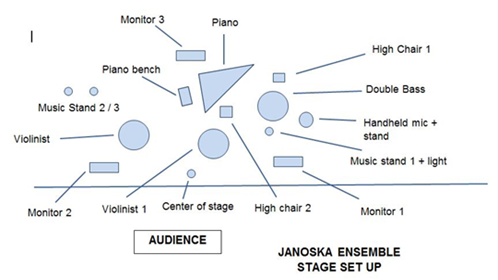 Monitor 3
Piano
|
High Chair 1
Piano bench
Double Bass
Music Stand 2 / 3
Handheld mic +
stand
Violinist
Music stand 1 + light
Monitor 2
Violinist 1
Center of stage
High chair 2
Monitor 1
AUDIENCE
JANOSKA ENSEMBLE
STAGE SET UP